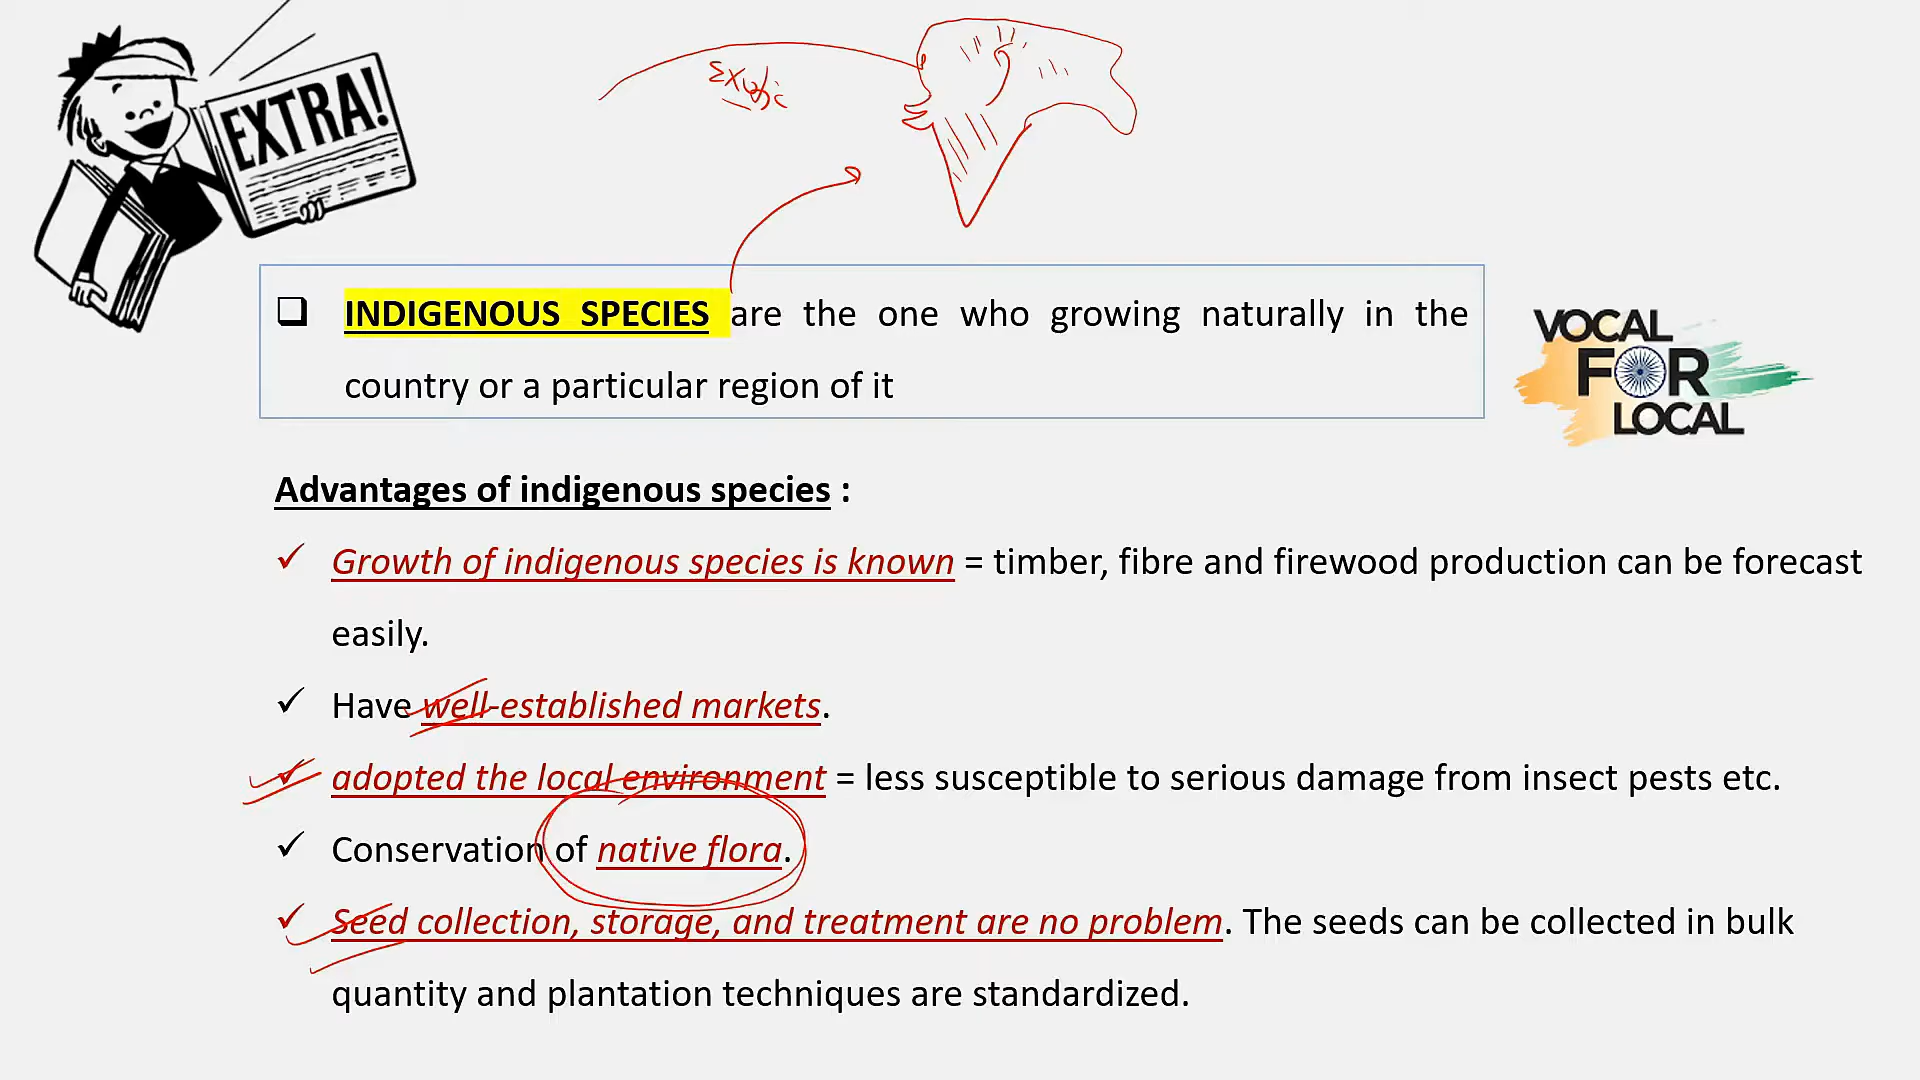 EXTRA!
Exotic
INDIGENOUS SPECIES are the one who growing naturally in the
country or a particular region of it
VOCAL
FOR
LOCAL
Advantages of indigenous species :
✓ Growth of indigenous species is known = timber, fibre and firewood production can be forecast
easily.
✓ Have well-established markets.
✓ adopted the local environment = less susceptible to serious damage from insect pests etc.
✓ Conservation of native flora.
✓ Seed collection, storage, and treatment are no problem. The seeds can be collected in bulk
quantity and plantation techniques are standardized.